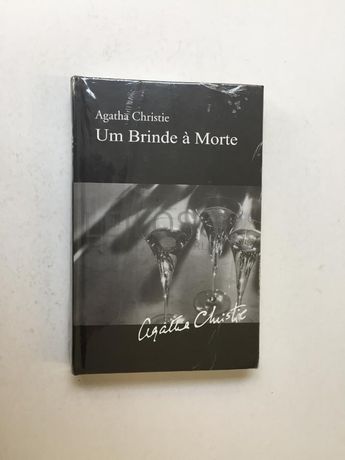 Agatha Christie
Um Brinde à Morte
Agatha Christie